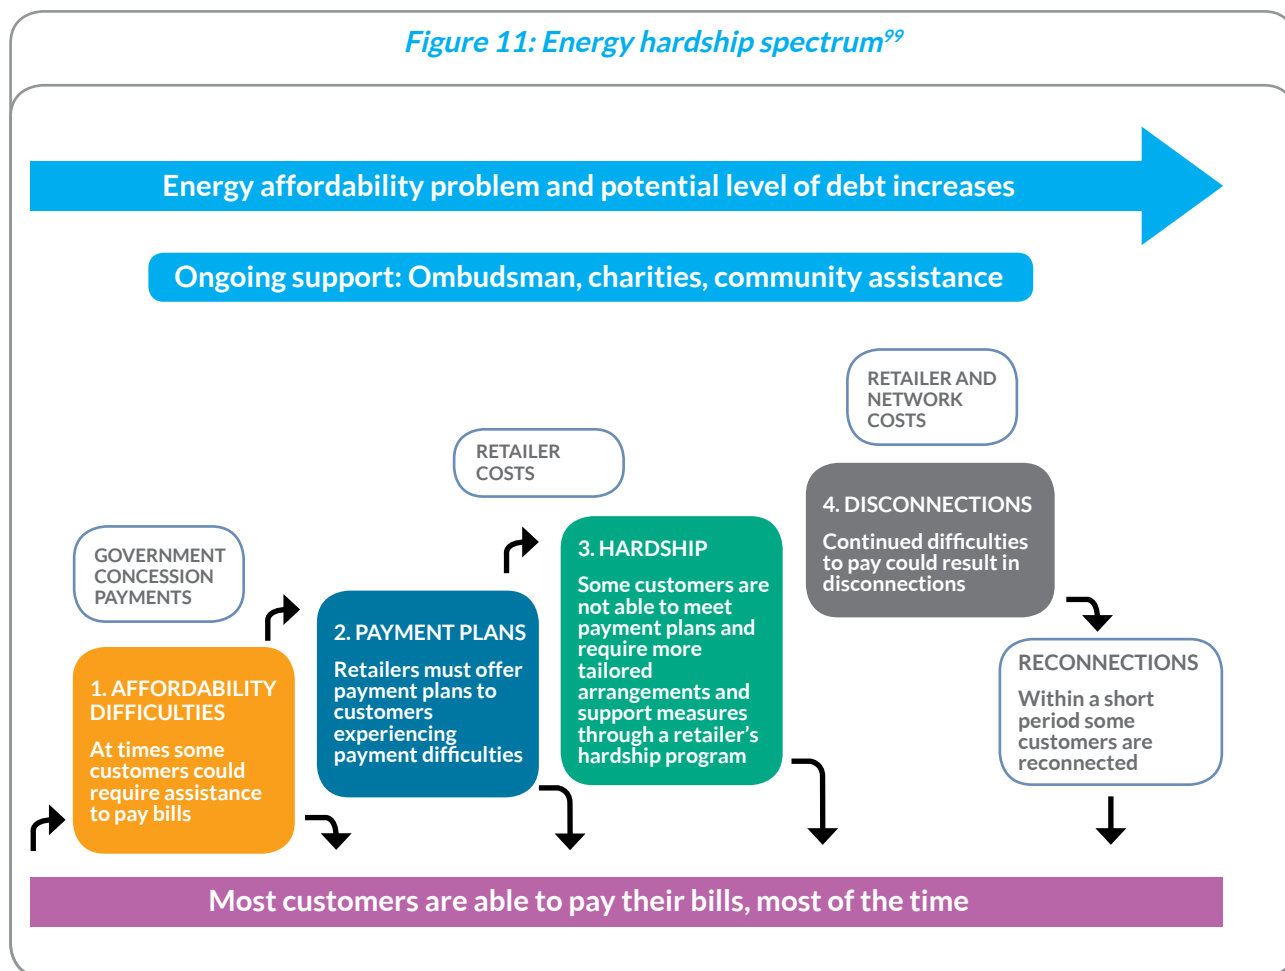 Figure 11: Energy hardship spectrum99
Energy affordability problem and potential level of debt increases
Ongoing support: Ombudsman, charities, community assistance
GOVERNMENT
CONCESSION
PAYMENTS
1. AFFORDABILITY
DIFFICULTIES
At times some
customers could
require assistance
to pay bills
2. PAYMENT PLANS
Retailers must offer
payment plans to
customers
experiencing
payment difficulties
RETAILER
COSTS
3. HARDSHIP
Some customers are
not able to meet
payment plans and
require more
tailored
arrangements and
support measures
through a retailer’s
hardship program
RETAILER AND
NETWORK
COSTS
4. DISCONNECTIONS
Continued difficulties
to pay could result in
disconnections
RECONNECTIONS
Within a short
period some
customers are
reconnected
Most customers are able to pay their bills, most of the time